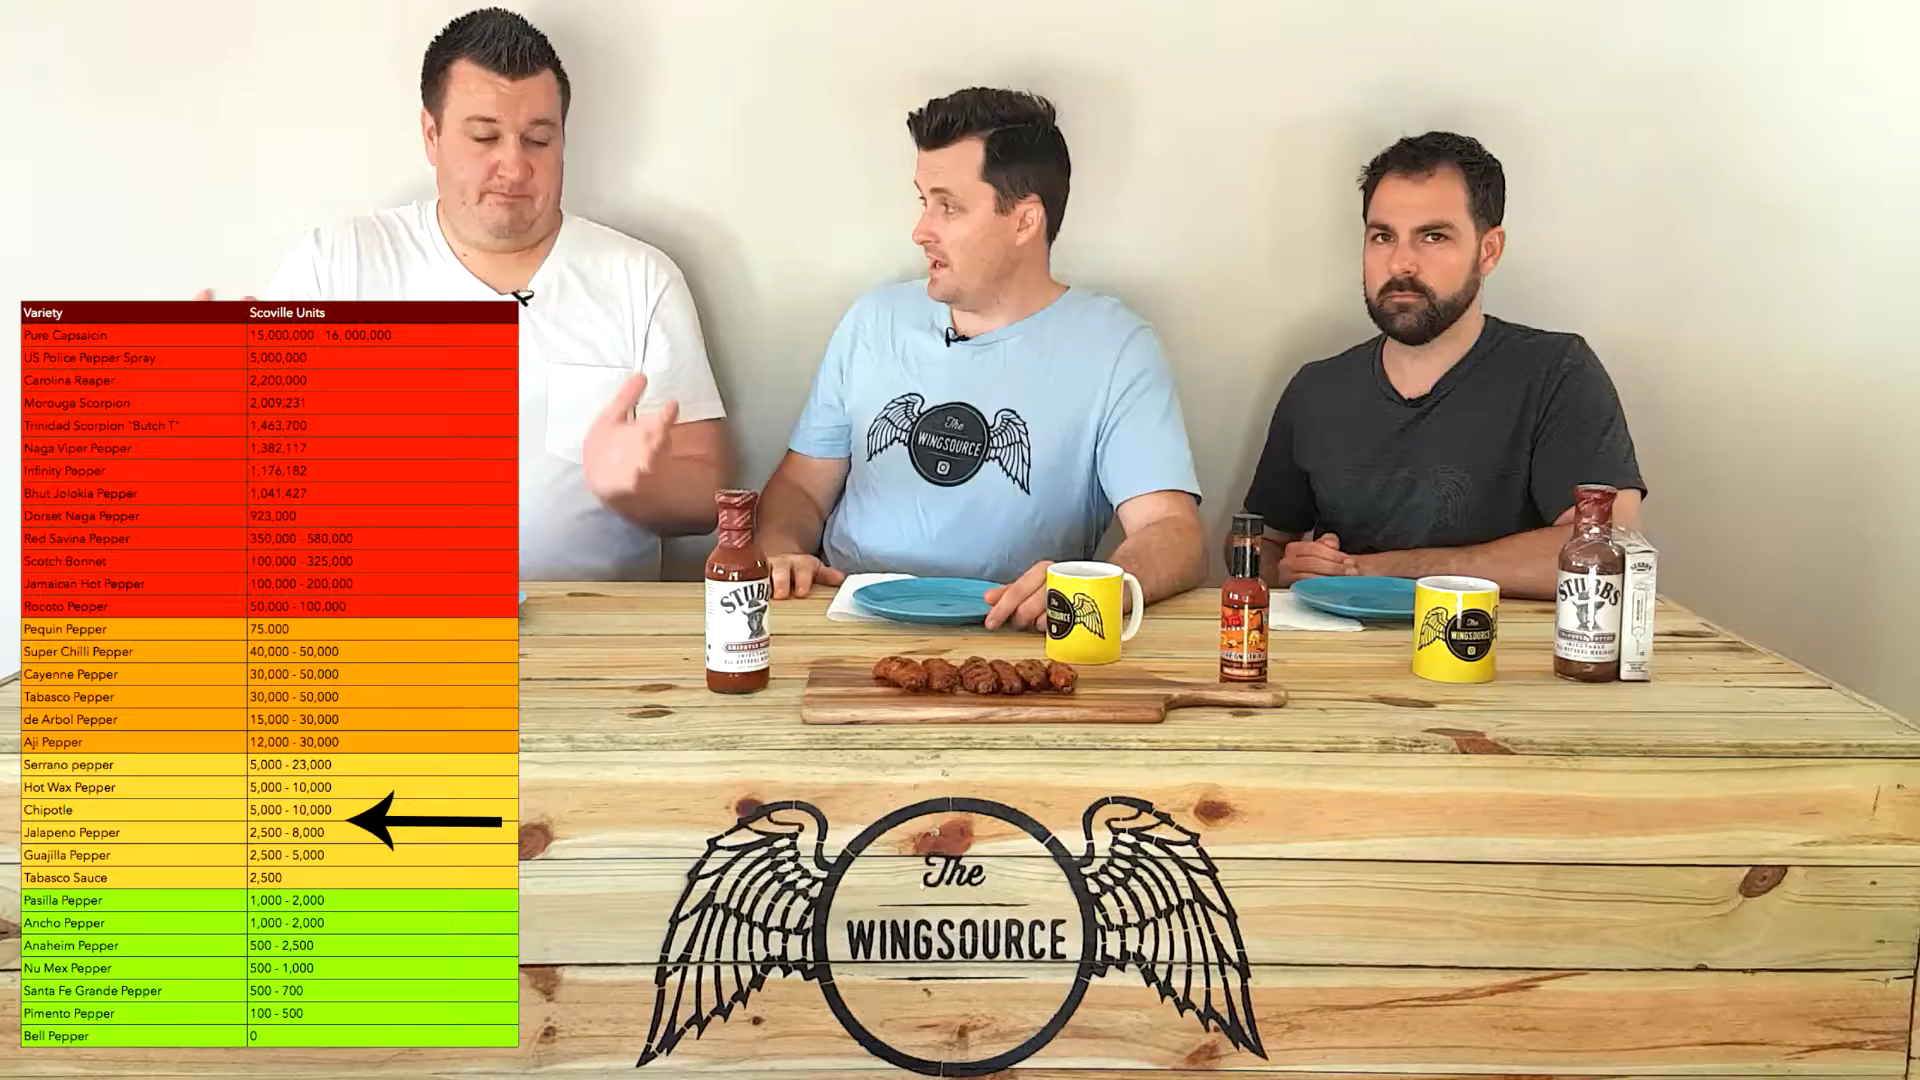 Variety Scoville Units
Pure Capsaicin 15,000,000 - 16,000,000
US Police Pepper Spray 5,000,000
Carolina Reaper 2,200,000
Morouga Scorpion 2,009,231
Trinidad Scorpion "Butch T" 1,463,700
Naga Viper Pepper 1,382,117
Infinity Pepper 1,176,182
Bhut Jolokia Pepper 1,041,427
Dorset Naga Pepper 923,000
Red Savina Pepper 350,000 - 580,000
Scotch Bonnet 100,000 - 325,000
Jamaican Hot Pepper 100,000 - 200,000
Rocoto Pepper 50,000 - 100,000
Pequin Pepper 75.000
Super Chilli Pepper 40,000 - 50,000
Cayenne Pepper 30,000 - 50,000
Tabasco Pepper 30,000 - 50,000
de Arbol Pepper 15,000 - 30,000
Aji Pepper 12,000 - 30,000
Serrano pepper 5,000 - 23,000
Hot Wax Pepper 5,000 - 10,000
Chipotle 5,000 - 10,000
Jalapeno Pepper 2,500 - 8,000
Guajilla Pepper 2,500 - 5,000
Tabasco Sauce 2,500
Pasilla Pepper 1,000 - 2,000
Ancho Pepper 1,000 - 2,000
Anaheim Pepper 500 - 2,500
Nu Mex Pepper 500 - 1,000
Santa Fe Grande Pepper 500 - 700
Pimento Pepper 100 - 500
Bell Pepper 0
The
WINGSOURCE
STUBB
WINGSOURCE
STUBB'S
The
WINGSOURCE